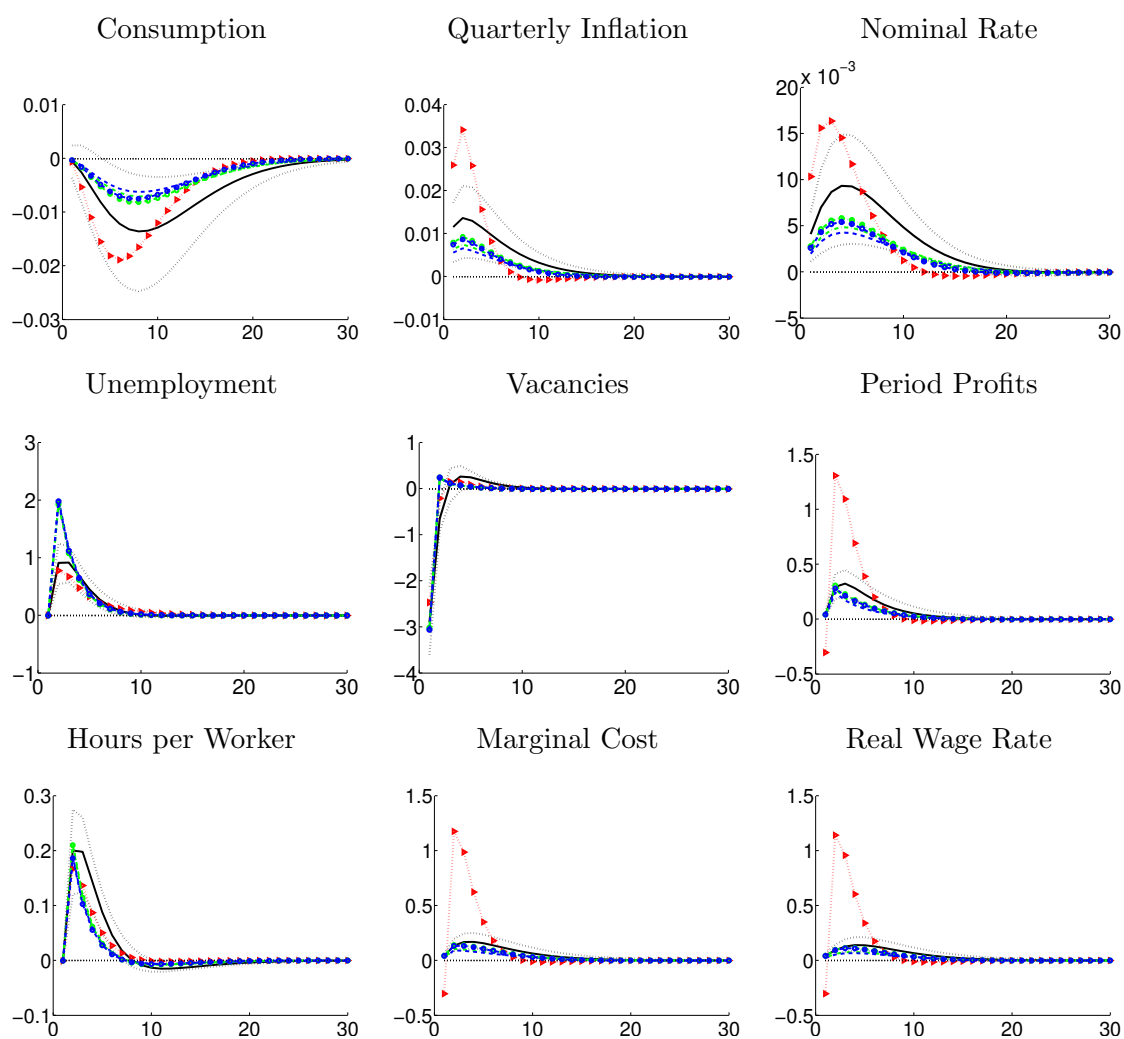 Consumption Quarterly Inflation Nominal Rate
x 10⁻³
0.01 0.04 20
0.03 15
0
0.02 10
−0.01
0.01 5
−0.02
0 0
−0.03 −0.01 −5
0 10 20 30 0 10 20 30 0 10 20 30
Unemployment Vacancies Period Profits
3 1 1.5
2 0 1
−1
1 0.5
−2
0 0
−3
−1 −4 −0.5
0 10 20 30 0 10 20 30 0 10 20 30
Hours per Worker Marginal Cost Real Wage Rate
0.3 1.5 1.5
0.2 1 1
0.1 0.5 0.5
0 0 0
−0.1 −0.5 −0.5
0 10 20 30 0 10 20 30 0 10 20 30